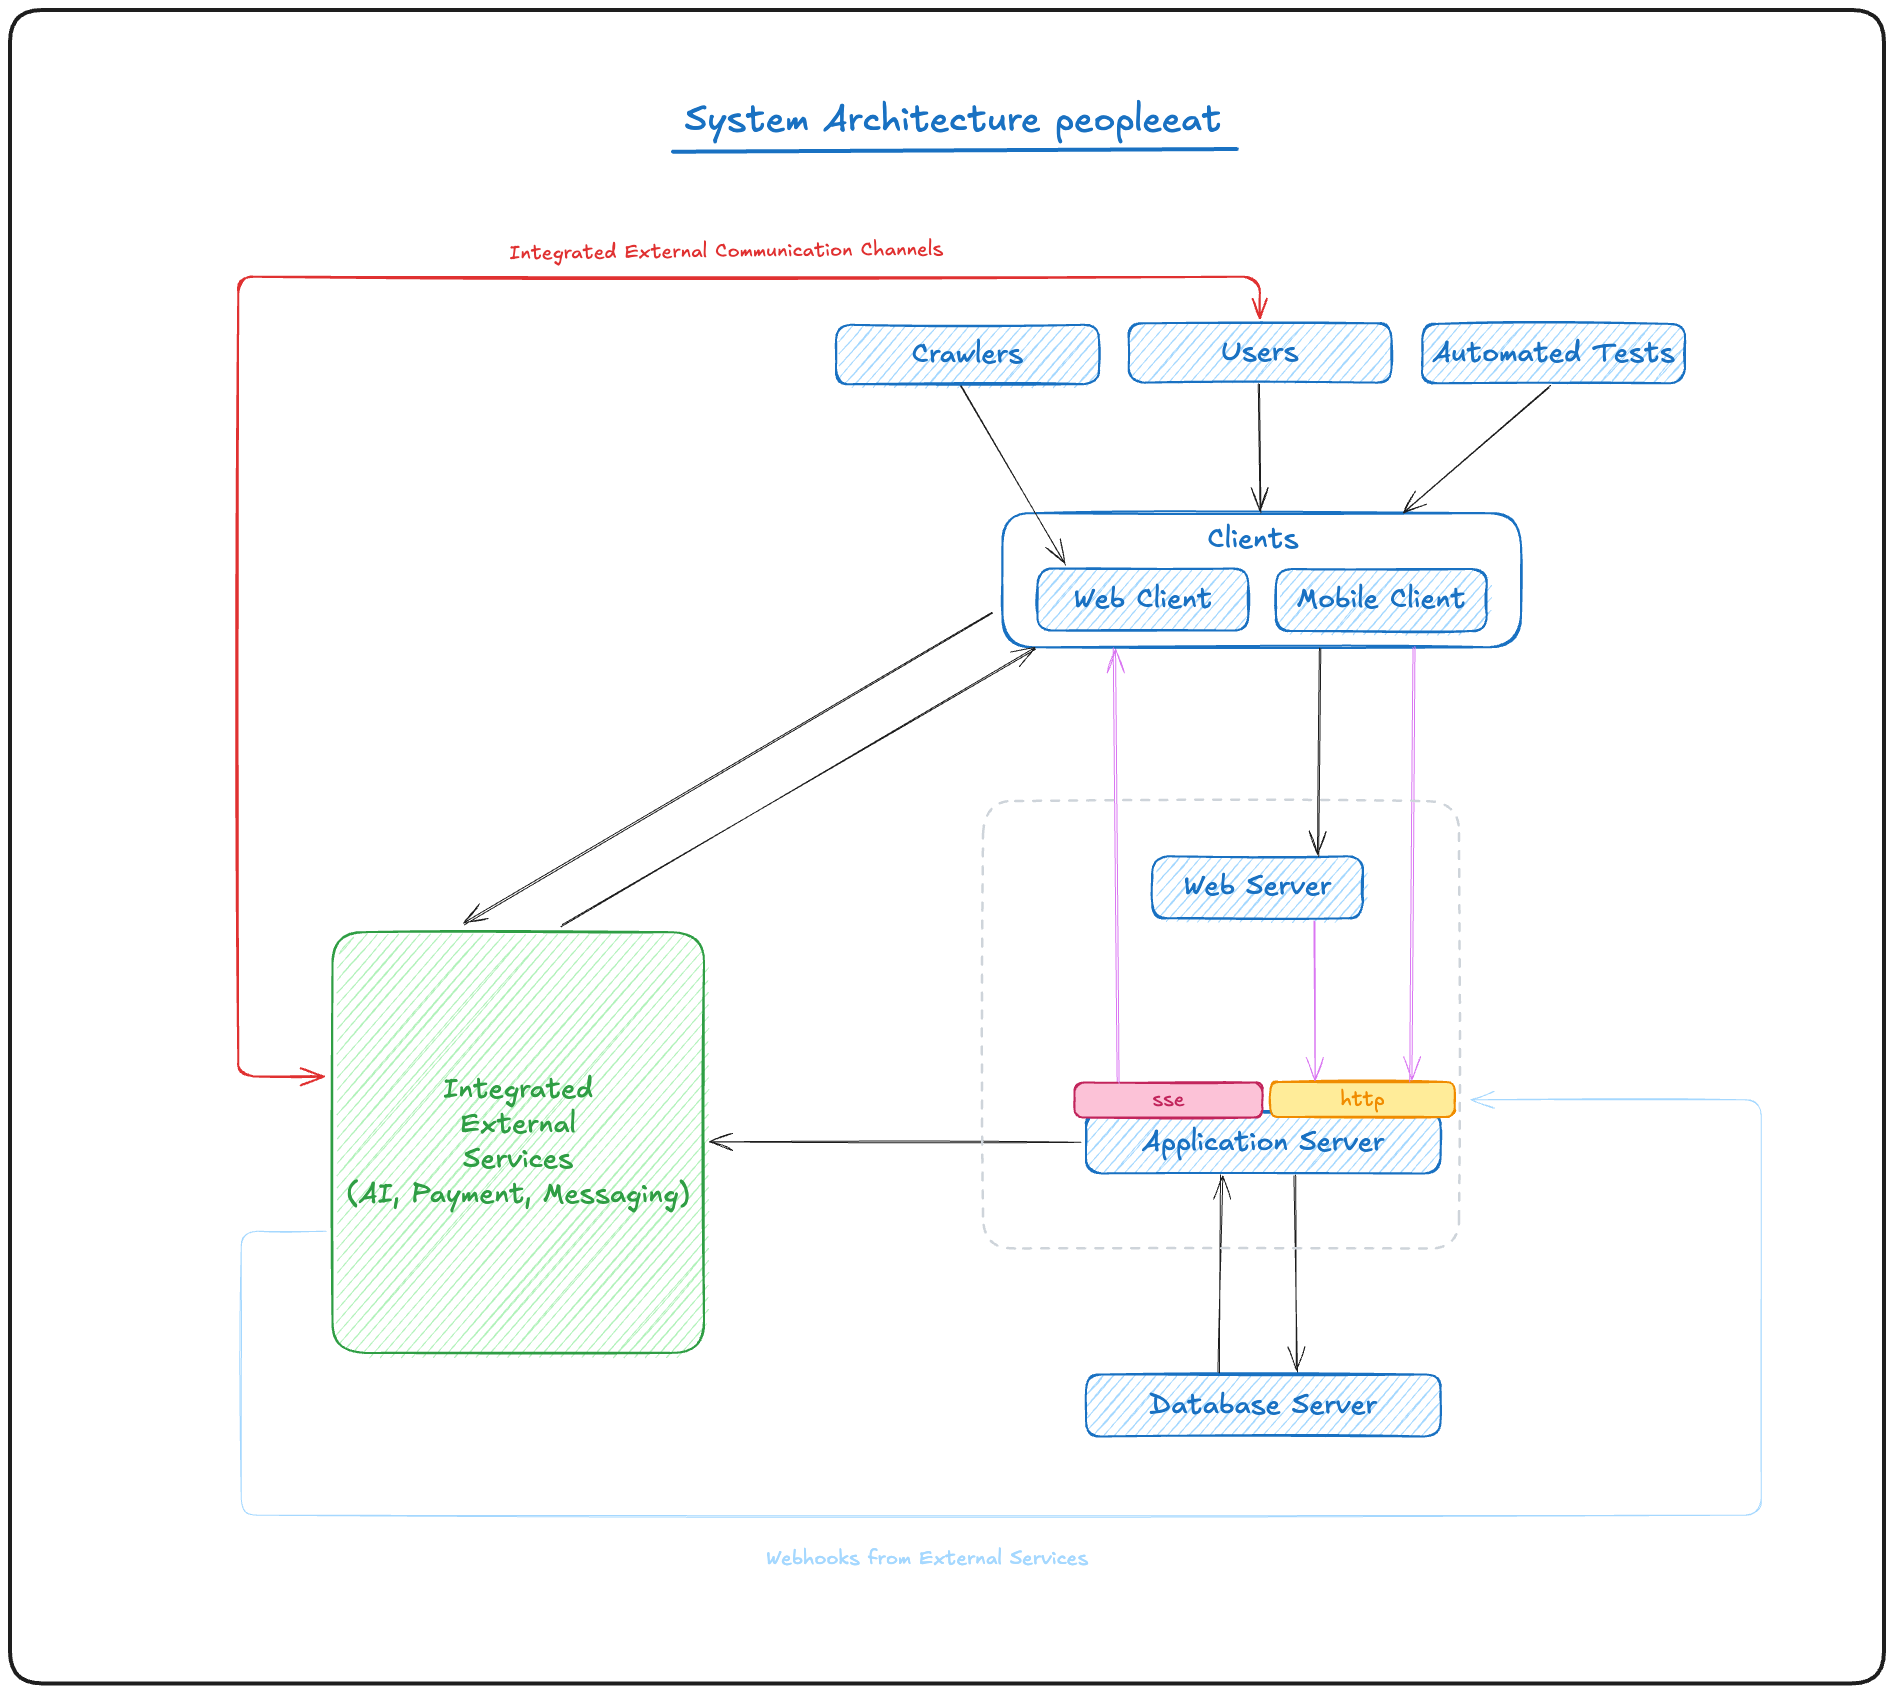 System Architecture peopleeat
Integrated External Communication Channels
Crawlers
Users
Automated Tests
Clients
Web Client
Mobile Client
Web Server
sse
http
Application Server
Integrated
External
Services
(AI, Payment, Messaging)
Database Server
Webhooks from External Services